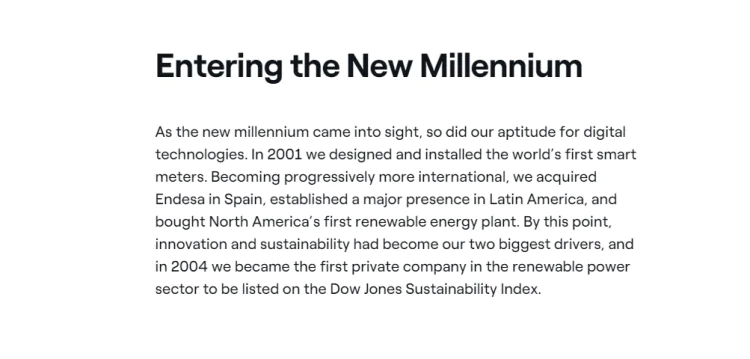 Entering the New Millennium
As the new millennium came into sight, so did our aptitude for digital
technologies. In 2001 we designed and installed the world’s first smart
meters. Becoming progressively more international, we acquired
Endesa in Spain, established a major presence in Latin America, and
bought North America’s first renewable energy plant. By this point,
innovation and sustainability had become our two biggest drivers, and
in 2004 we became the first private company in the renewable power
sector to be listed on the Dow Jones Sustainability Index.